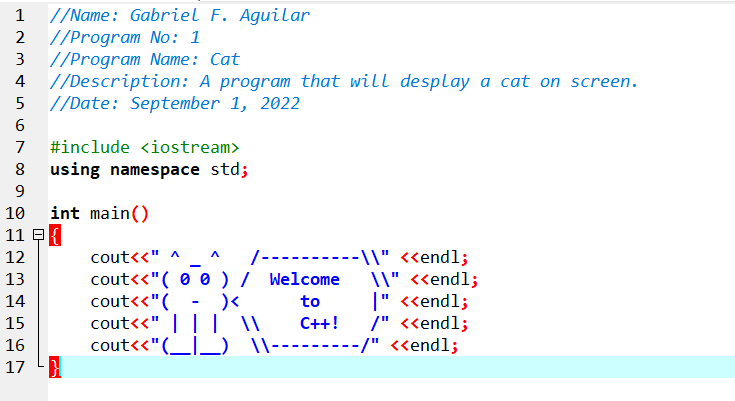 1 //Name: Gabriel F. Aguilar
2 //Program No: 1
3 //Program Name: Cat
4 //Description: A program that will desplay a cat on screen.
5 //Date: September 1, 2022
6
7 #include <iostream>
8 using namespace std;
9
10 int main()
11 {
12     cout<<" ^ _ ^   /----------\\" <<endl;
13     cout<<"( 0 0 ) /  Welcome   \\" <<endl;
14     cout<<"(  -  )<      to     |" <<endl;
15     cout<<" | | |  \\    C++!   /" <<endl;
16     cout<<"(__|__)  \\---------/" <<endl;
17 }